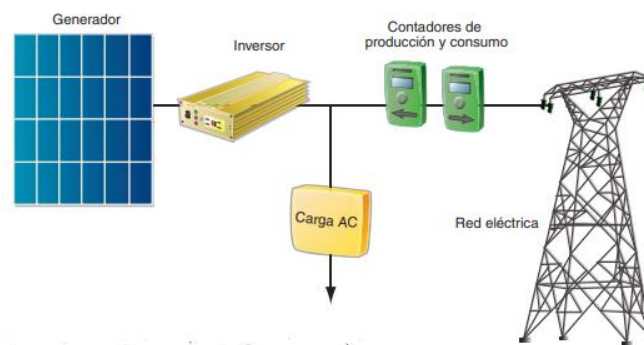 Generador
Inversor
Contadores de
producción y consumo
Carga AC
Red eléctrica